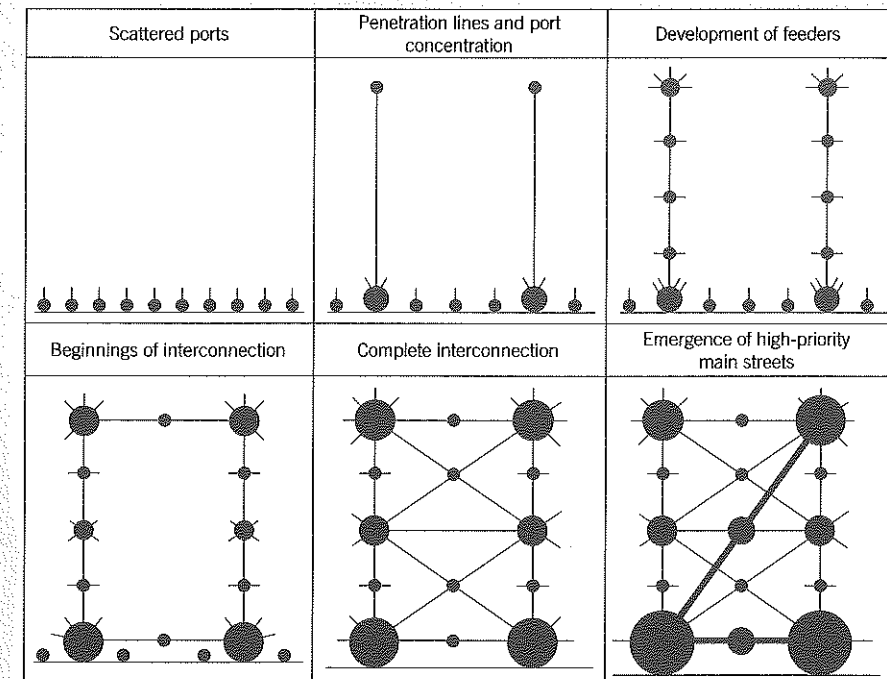 Scattered ports
Penetration lines and port
concentration
Development of feeders
Beginnings of interconnection
Complete interconnection
Emergence of high-priority
main streets